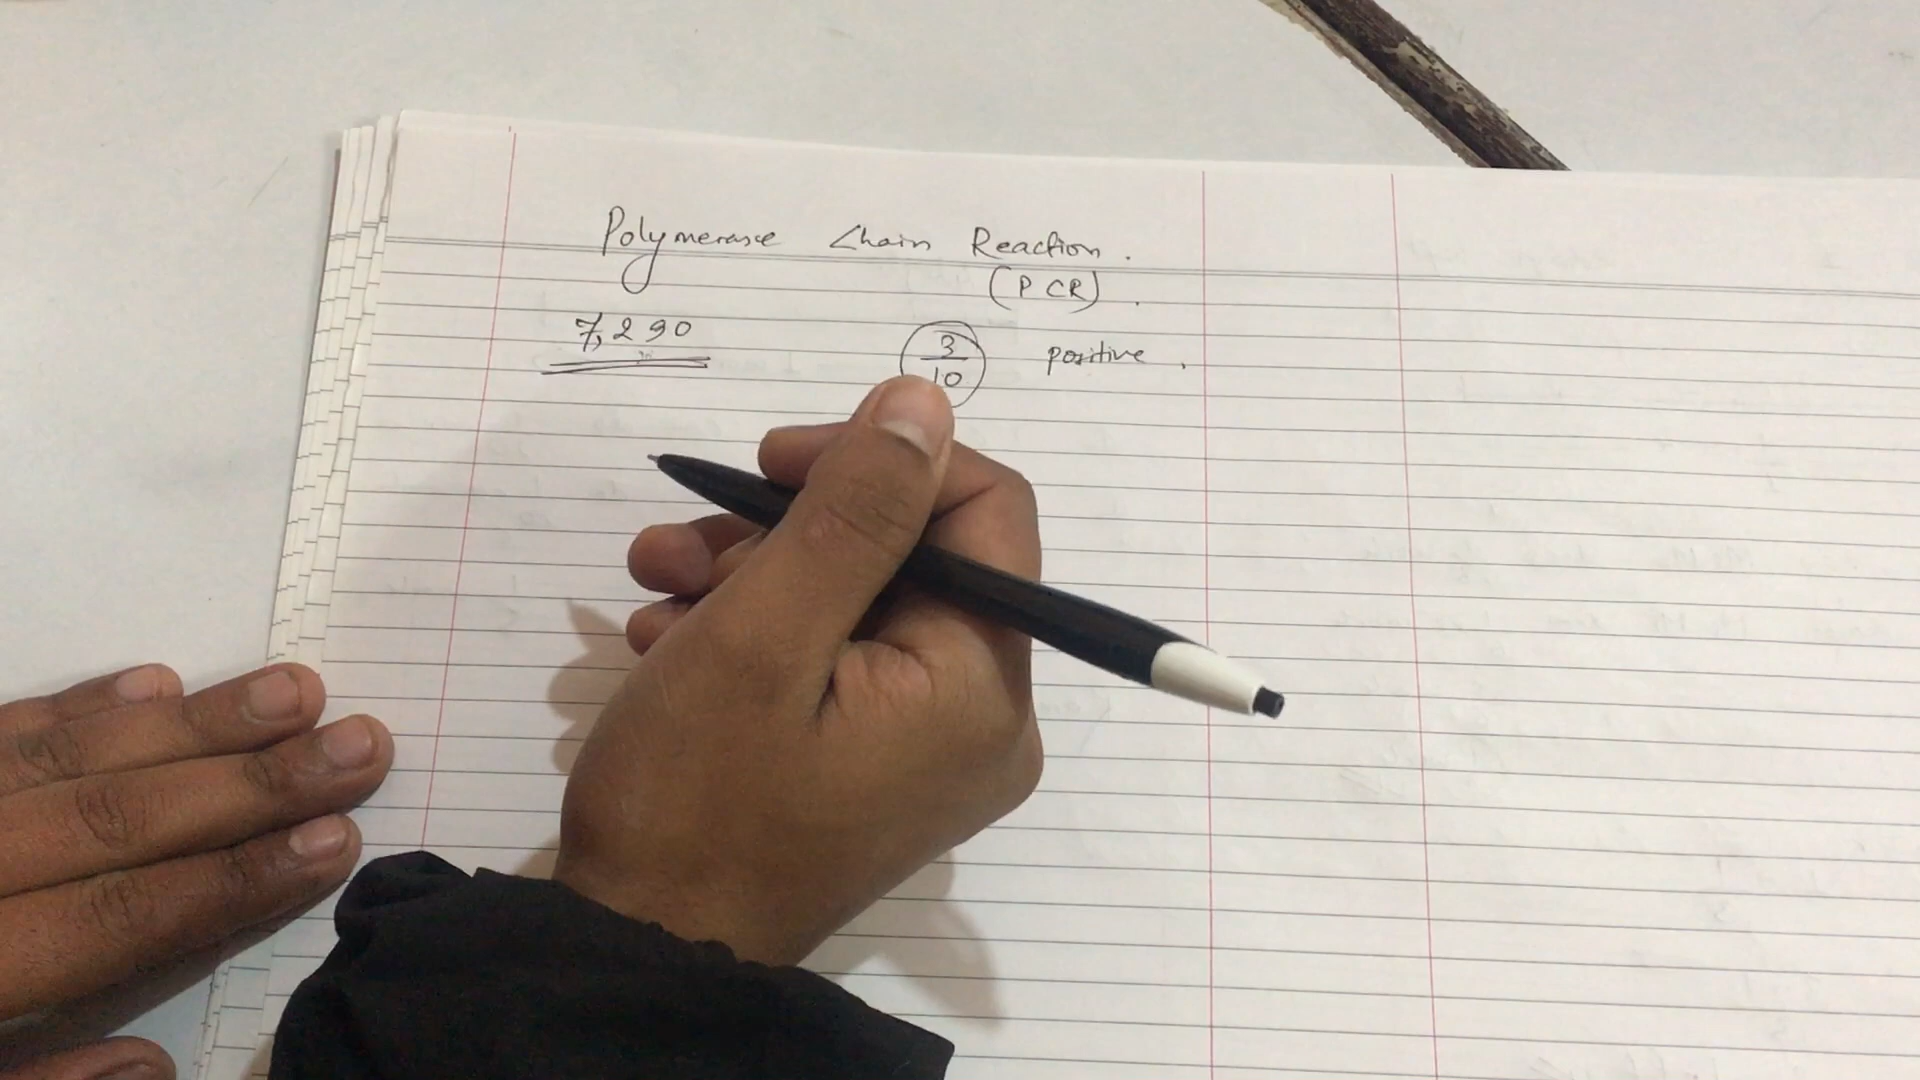 Polymerase Chain Reaction.
(PCR).
7,290
3/10 positive.